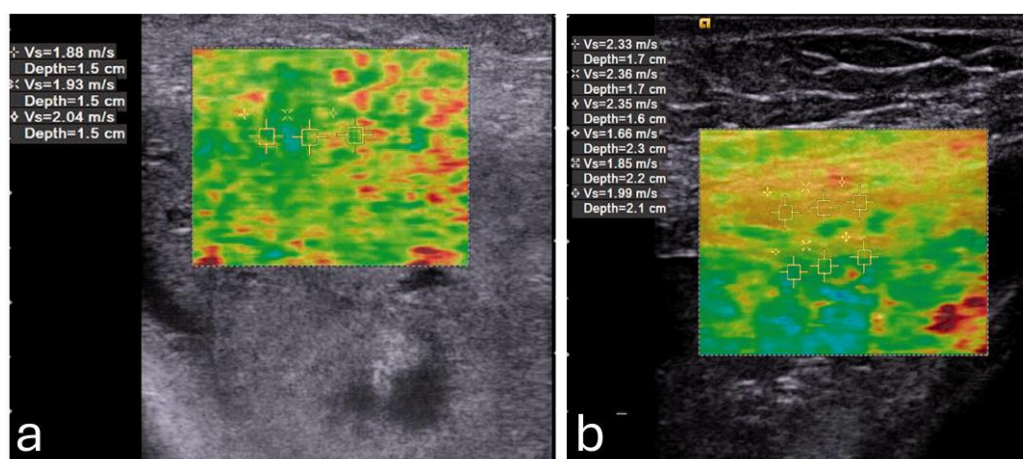 Vs=1.88 m/s
Depth=1.5 cm
Vs=1.93 m/s
Depth=1.5 cm
Vs=2.04 m/s
Depth=1.5 cm
a
Vs=2.33 m/s
Depth=1.7 cm
Vs=2.36 m/s
Depth=1.7 cm
Vs=2.35 m/s
Depth=1.6 cm
Vs=1.66 m/s
Depth=2.3 cm
Vs=1.85 m/s
Depth=2.2 cm
Vs=1.99 m/s
Depth=2.1 cm
b